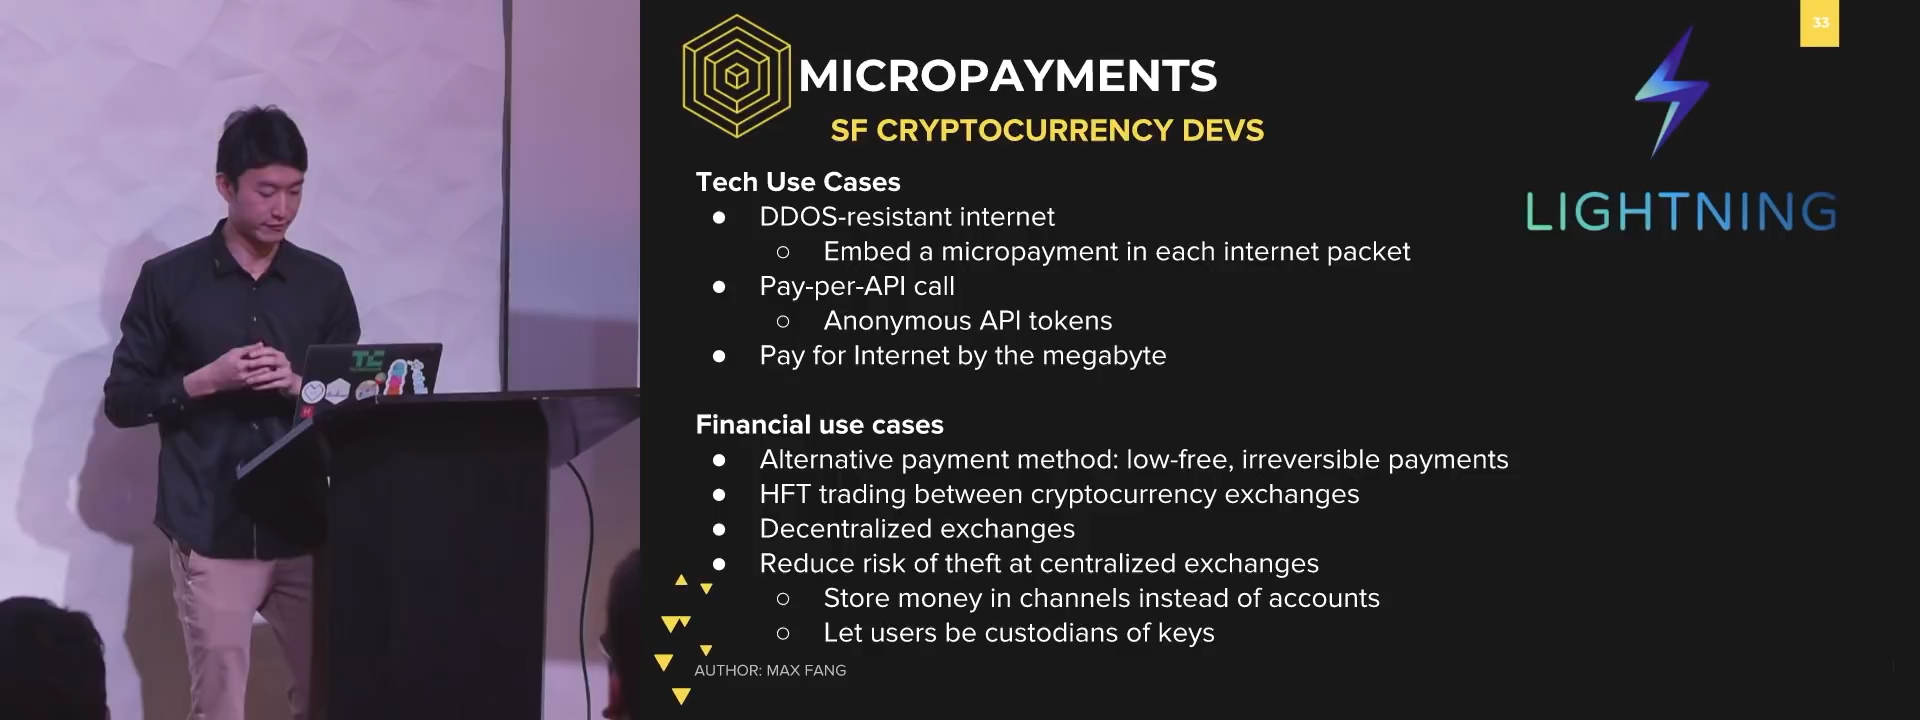 33
MICROPAYMENTS
SF CRYPTOCURRENCY DEVS
LIGHTNING
Tech Use Cases
● DDOS-resistant internet
○ Embed a micropayment in each internet packet
● Pay-per-API call
○ Anonymous API tokens
● Pay for Internet by the megabyte
Financial use cases
● Alternative payment method: low-free, irreversible payments
● HFT trading between cryptocurrency exchanges
● Decentralized exchanges
● Reduce risk of theft at centralized exchanges
○ Store money in channels instead of accounts
○ Let users be custodians of keys
AUTHOR: MAX FANG
TC